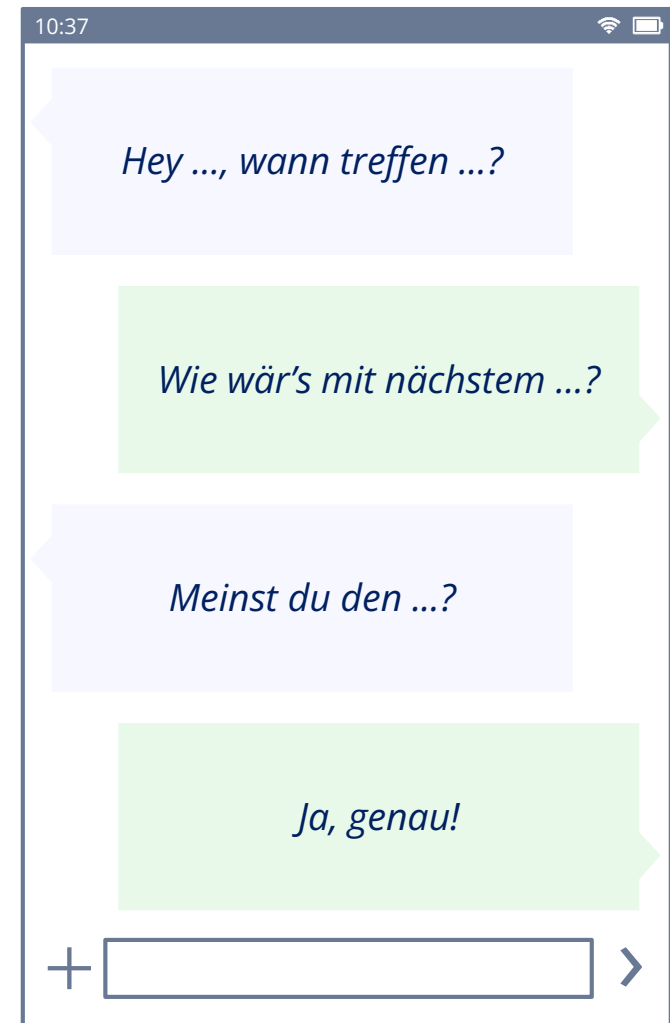 10:37
Hey ..., wann treffen ...?
Wie wär’s mit nächstem ...?
Meinst du den ...?
Ja, genau!